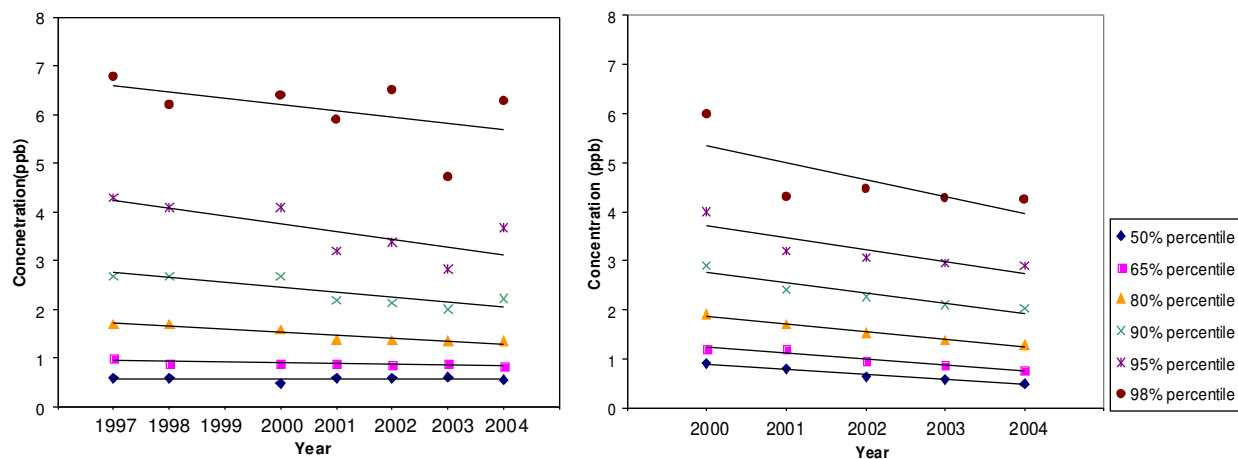 8
7
6
5
4
3
2
1
0
Concnetration(ppb)
1997 1998 1999 2000 2001 2002 2003 2004
Year
8
7
6
5
4
3
2
1
0
Concentration (ppb)
2000 2001 2002 2003 2004
Year
50% percentile
65% percentile
80% percentile
90% percentile
95% percentile
98% percentile